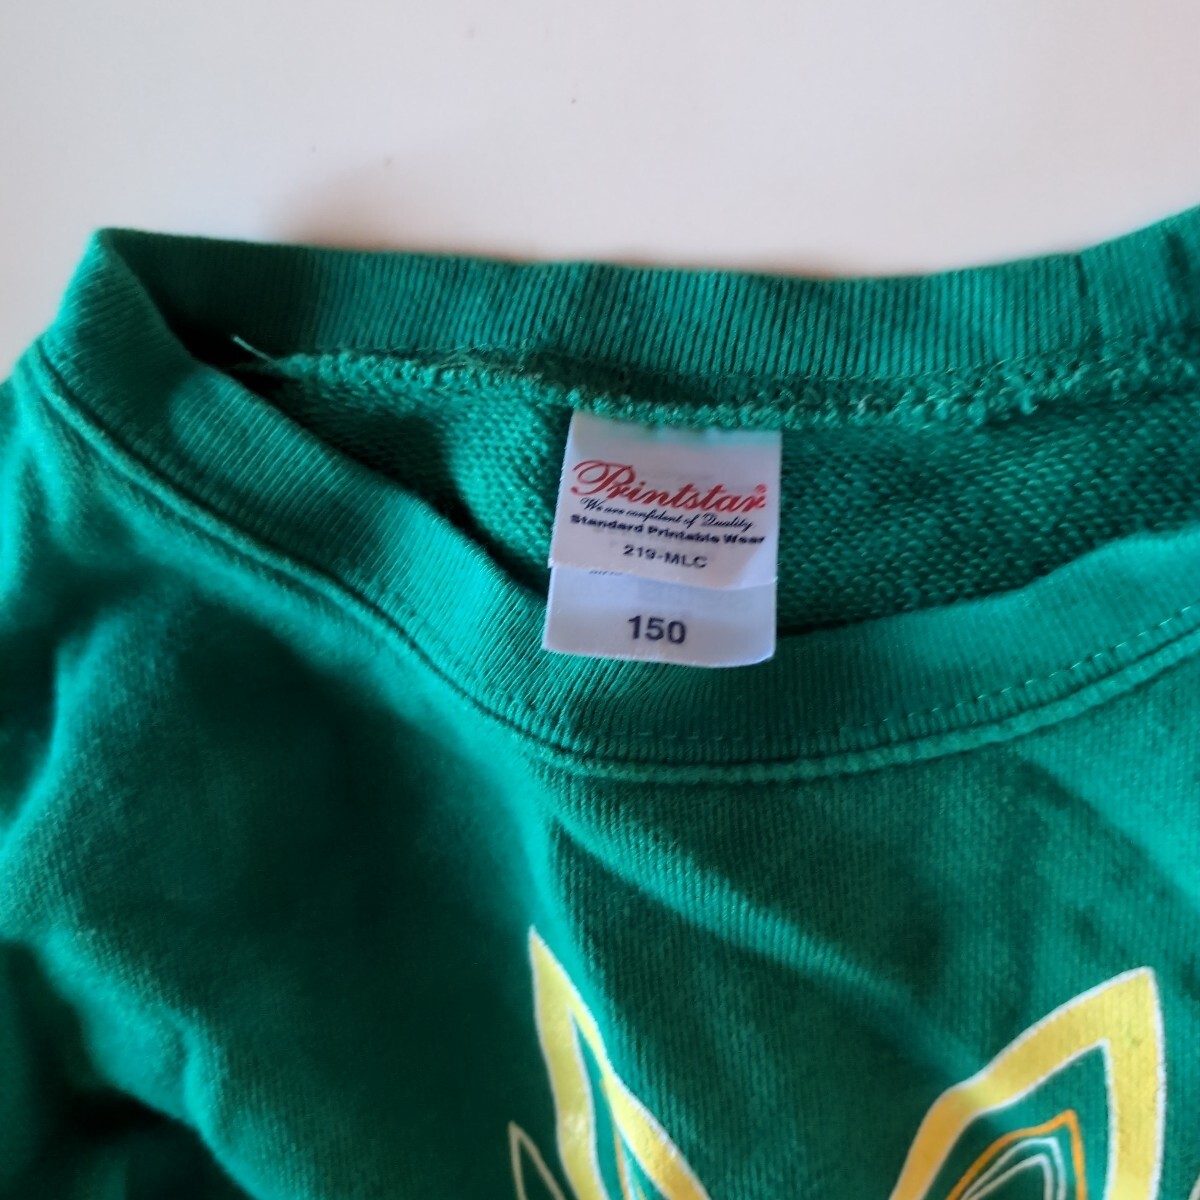 Printstar®
We are confident of Quality
Standard Printable Wear
219-MLC
150